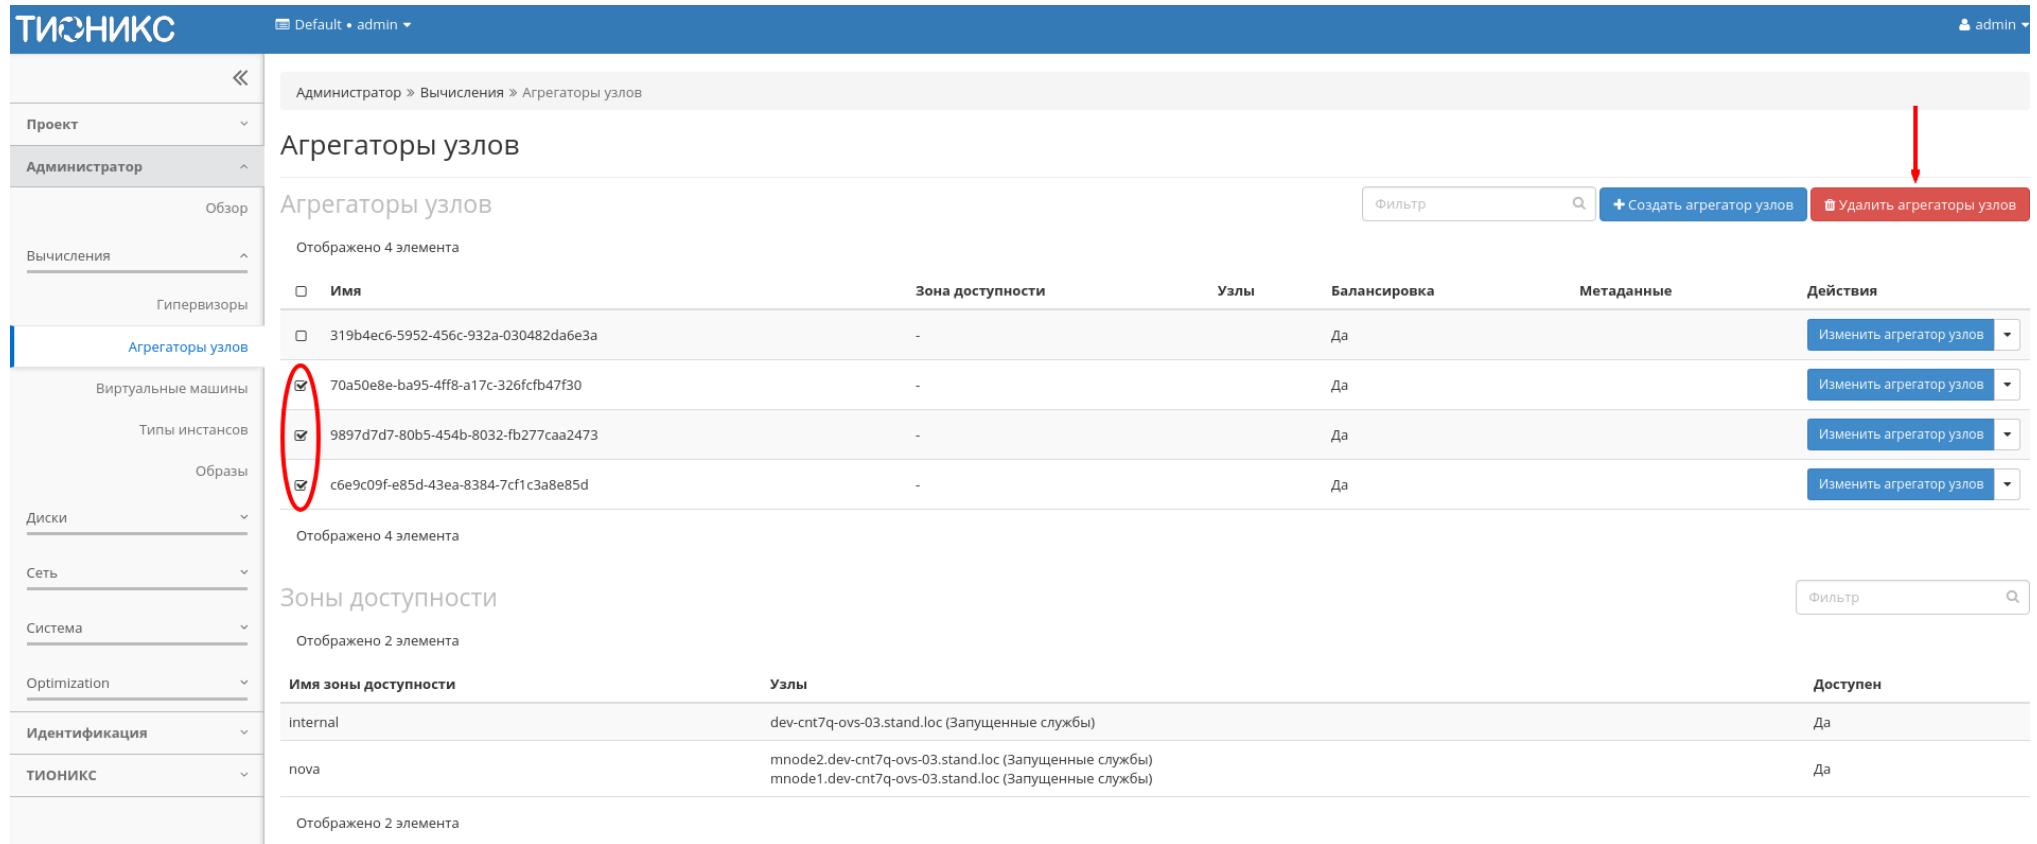 ТИОНИКС
Default • admin
admin
Проект
Администратор
Обзор
Вычисления
Гипервизоры
Агрегаторы узлов
Виртуальные машины
Типы инстансов
Образы
Диски
Сеть
Система
Optimization
Идентификация
ТИОНИКС
Администратор » Вычисления » Агрегаторы узлов
Агрегаторы узлов
Агрегаторы узлов
Фильтр
Создать агрегатор узлов
Удалить агрегаторы узлов
Отображено 4 элемента
Имя Зона доступности Узлы Балансировка Метаданные Действия
319b4ec6-5952-456c-932a-030482da6e3a - Да Изменить агрегатор узлов
70a50e8e-ba95-4ff8-a17c-326fcfb47f30 - Да Изменить агрегатор узлов
9897d7d7-80b5-454b-8032-fb277caa2473 - Да Изменить агрегатор узлов
c6e9c09f-e85d-43ea-8384-7cf1c3a8e85d - Да Изменить агрегатор узлов
Отображено 4 элемента
Зоны доступности
Фильтр
Отображено 2 элемента
Имя зоны доступности Узлы Доступен
internal dev-cnt7q-ovs-03.stand.loc (Запущенные службы) Да
nova mnode2.dev-cnt7q-ovs-03.stand.loc (Запущенные службы) Да
mnode1.dev-cnt7q-ovs-03.stand.loc (Запущенные службы)
Отображено 2 элемента